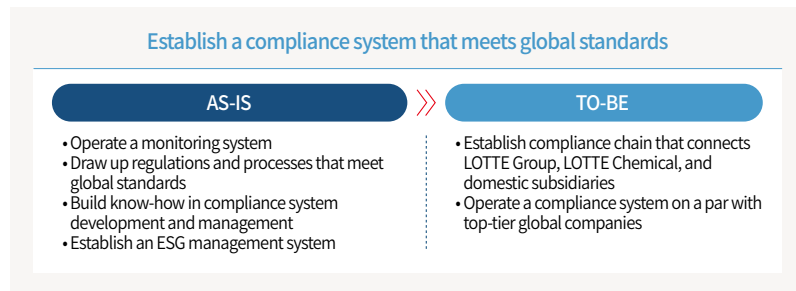 Establish a compliance system that meets global standards
AS-IS
• Operate a monitoring system
• Draw up regulations and processes that meet
global standards
• Build know-how in compliance system
development and management
• Establish an ESG management system
TO-BE
• Establish compliance chain that connects
LOTTE Group, LOTTE Chemical, and
domestic subsidiaries
• Operate a compliance system on a par with
top-tier global companies